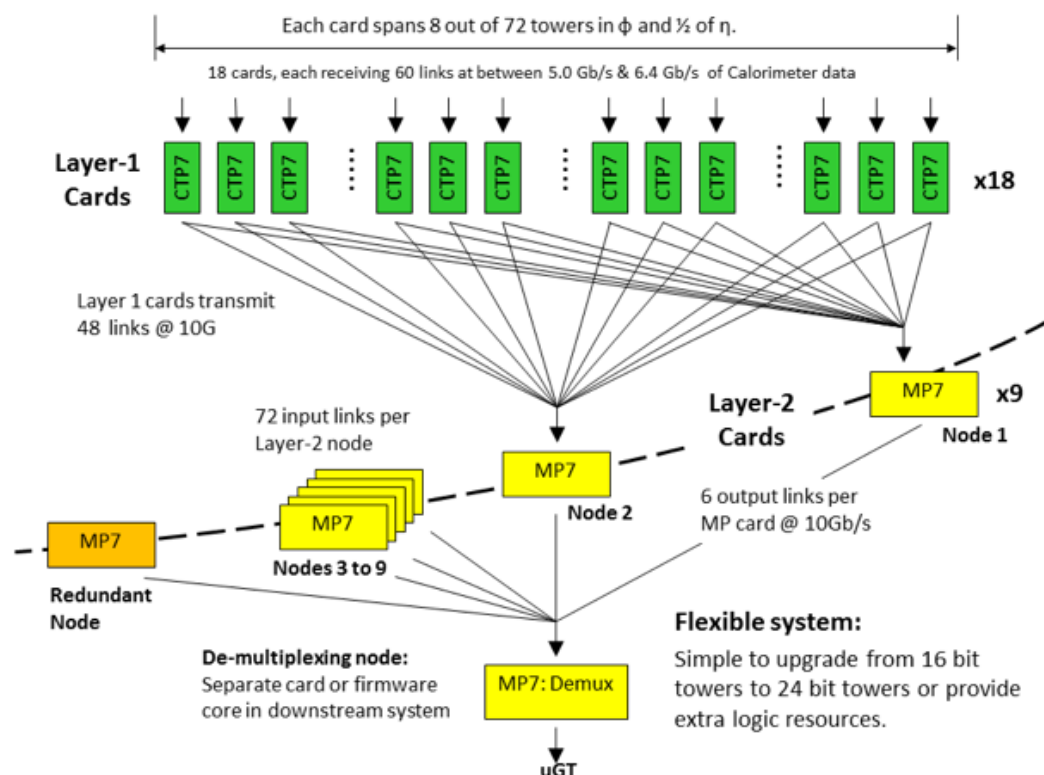 Each card spans 8 out of 72 towers in ϕ and ½ of η.
18 cards, each receiving 60 links at between 5.0 Gb/s & 6.4 Gb/s of Calorimeter data
Layer-1
Cards
CTP7
CTP7
CTP7
CTP7
CTP7
CTP7
CTP7
CTP7
CTP7
CTP7
CTP7
CTP7
x18
Layer 1 cards transmit
48 links @ 10G
72 input links per
Layer-2 node
Layer-2
Cards
MP7
x9
Node 1
MP7
Node 2
MP7
Nodes 3 to 9
MP7
Redundant
Node
6 output links per
MP card @ 10Gb/s
De-multiplexing node:
Separate card or firmware
core in downstream system
MP7: Demux
Flexible system:
Simple to upgrade from 16 bit
towers to 24 bit towers or provide
extra logic resources.
uGT